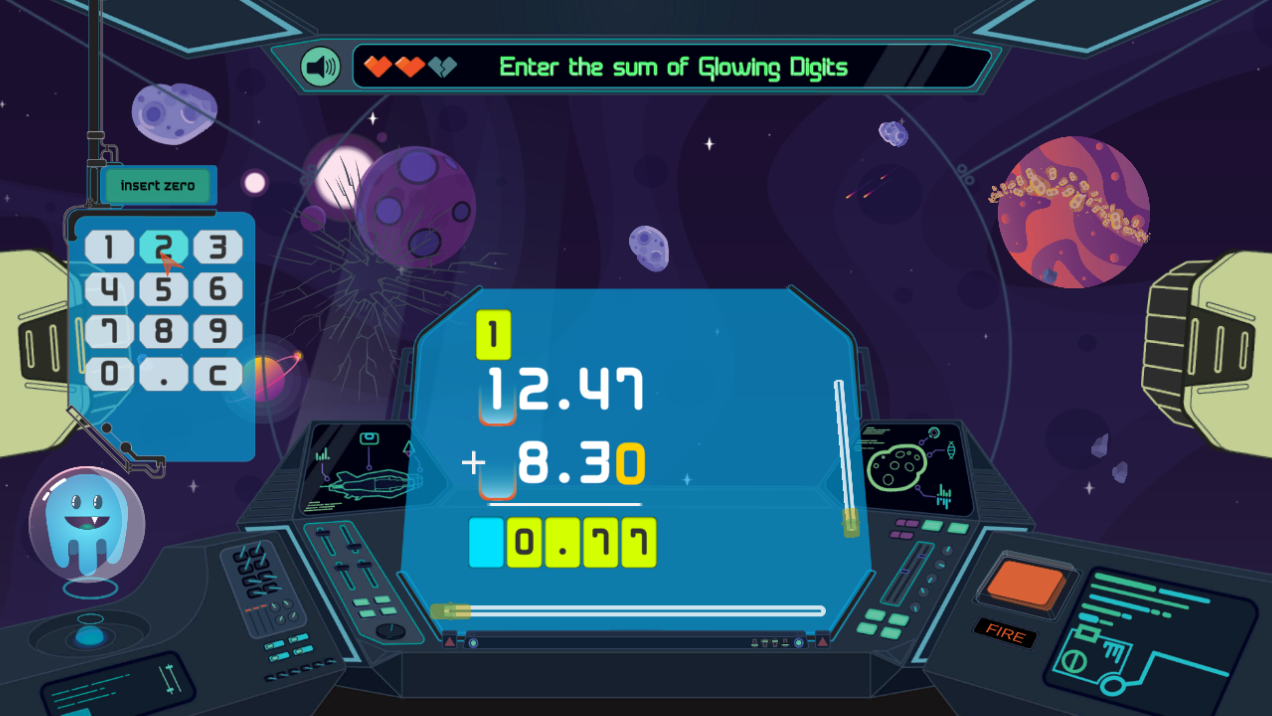 Enter the sum of Glowing Digits
insert zero
1 2 3
4 5 6
7 8 9
0 . C
1
12.47
+ 8.30
0.77
FIRE